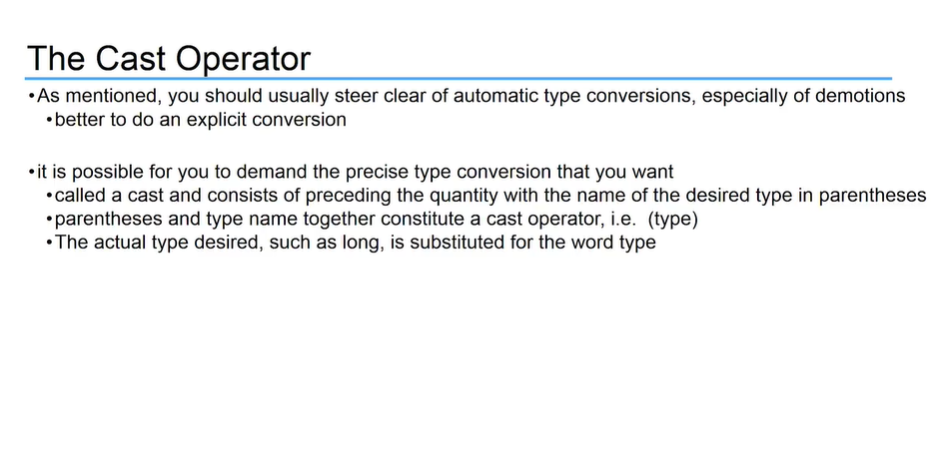 The Cast Operator
•As mentioned, you should usually steer clear of automatic type conversions, especially of demotions
•better to do an explicit conversion
•it is possible for you to demand the precise type conversion that you want
•called a cast and consists of preceding the quantity with the name of the desired type in parentheses
•parentheses and type name together constitute a cast operator, i.e.  (type)
•The actual type desired, such as long, is substituted for the word type